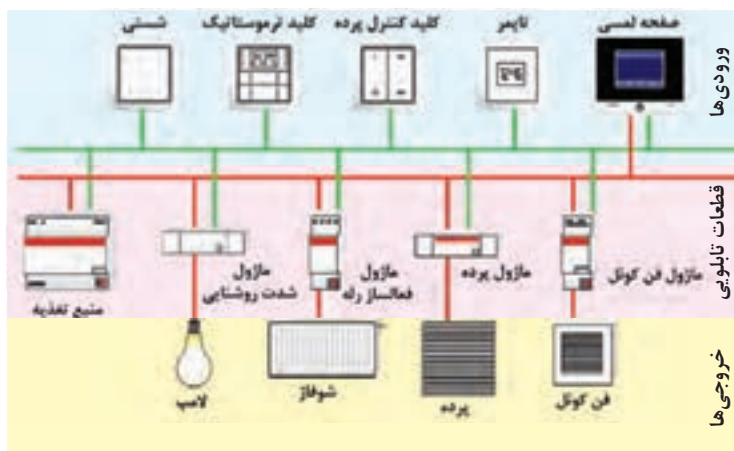 صفحه لمسی
تایمر
کلید کنترل پرده
کلید ترموستاتیک
شستی
ورودی‌ها
ماژول فن کوئل
ماژول پرده
ماژول
فعالساز رله
ماژول
شدت روشنایی
منبع تغذیه
قطعات تابلویی
فن کوئل
پرده
شوفاژ
لامپ
خروجی‌ها